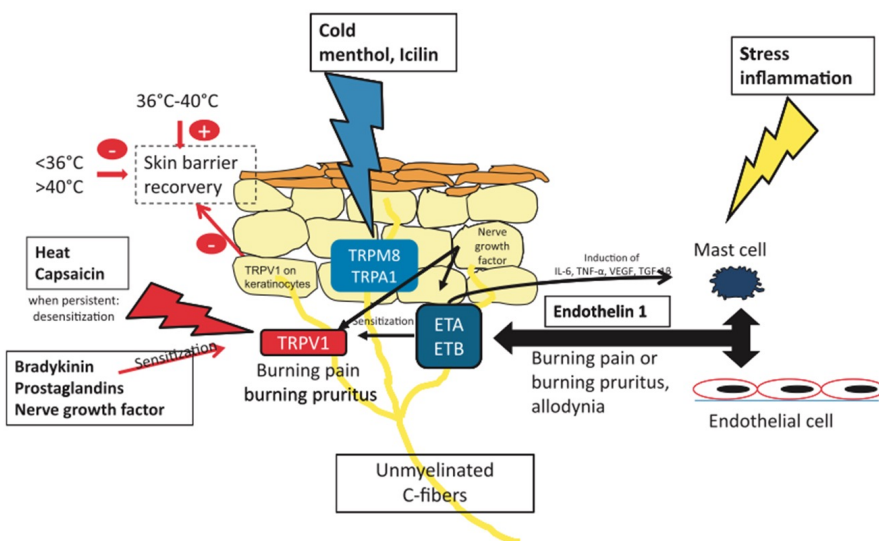 Cold
menthol, Icilin
Stress
inflammation
36°C-40°C
+
-
<36°C
>40°C
Skin barrier
recorvery
-
Heat
Capsaicin
when persistent:
desensitization
TRPV1 on
keratinocytes
TRPM8
TRPA1
Nerve
growth
factor
Induction of
IL-6, TNF-α, VEGF, TGF-1β
Mast cell
Sensitization
Bradykinin
Prostaglandins
Nerve growth factor
TRPV1
Burning pain
burning pruritus
Sensitization
ETA
ETB
Endothelin 1
Burning pain or
burning pruritus,
allodynia
Endothelial cell
Unmyelinated
C-fibers